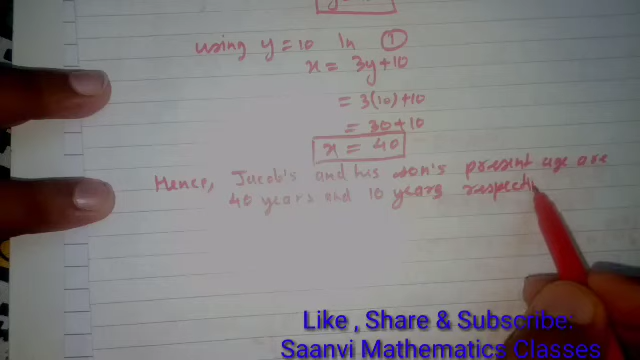 using y = 10 in ①
x = 3y + 10
= 3(10) + 10
= 30 + 10
x = 40
Hence, Jacob's and his son's present age are
40 years and 10 years respecti
Like , Share & Subscribe:
Saanvi Mathematics Classes